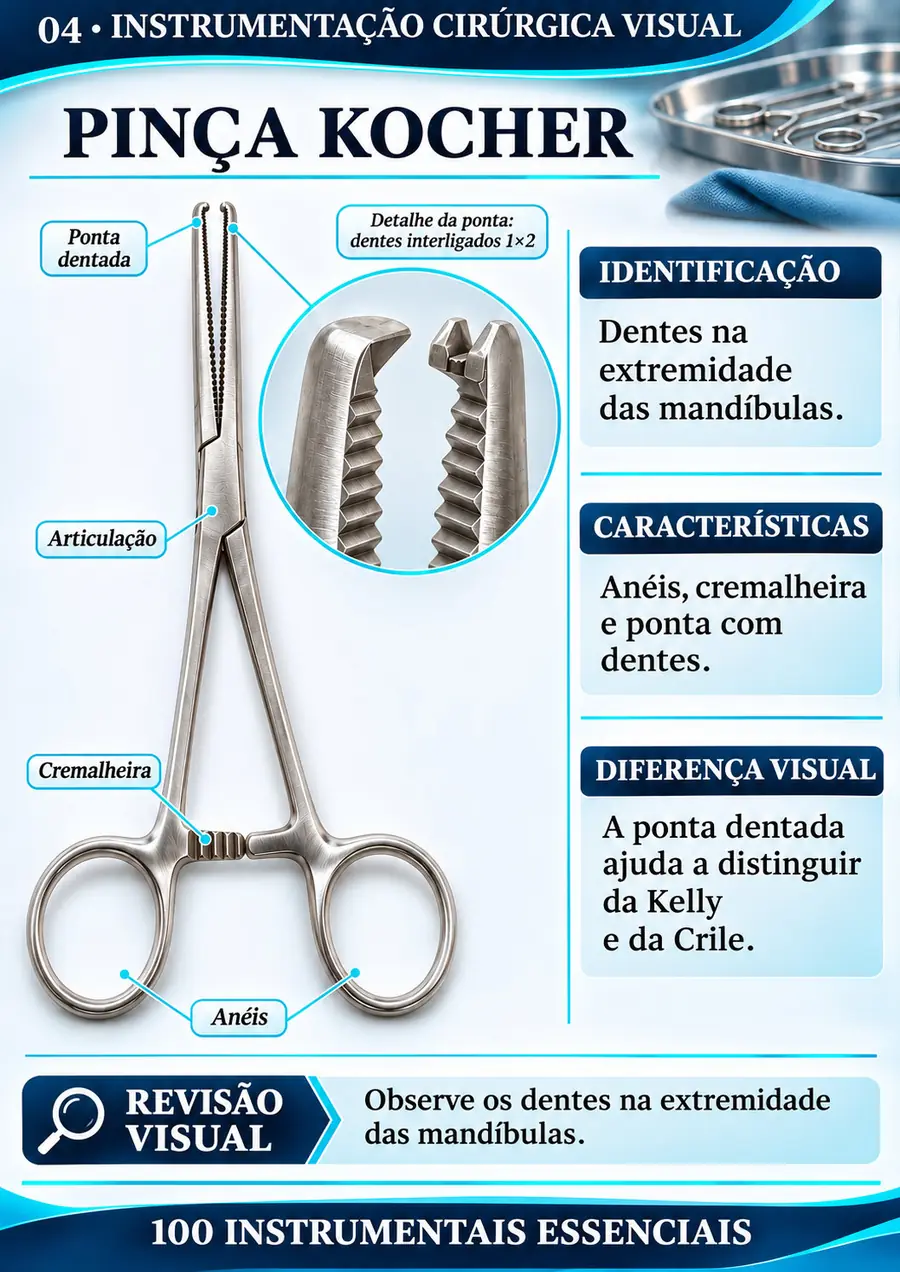 04 • INSTRUMENTAÇÃO CIRÚRGICA VISUAL
PINÇA KOCHER
Ponta
dentada
Detalhe da ponta:
dentes interligados 1×2
Articulação
Cremalheira
Anéis
IDENTIFICAÇÃO
Dentes na
extremidade
das mandíbulas.
CARACTERÍSTICAS
Anéis, cremalheira
e ponta com
dentes.
DIFERENÇA VISUAL
A ponta dentada
ajuda a distinguir
da Kelly
e da Crile.
REVISÃO
VISUAL
Observe os dentes na extremidade
das mandíbulas.
100 INSTRUMENTAIS ESSENCIAIS